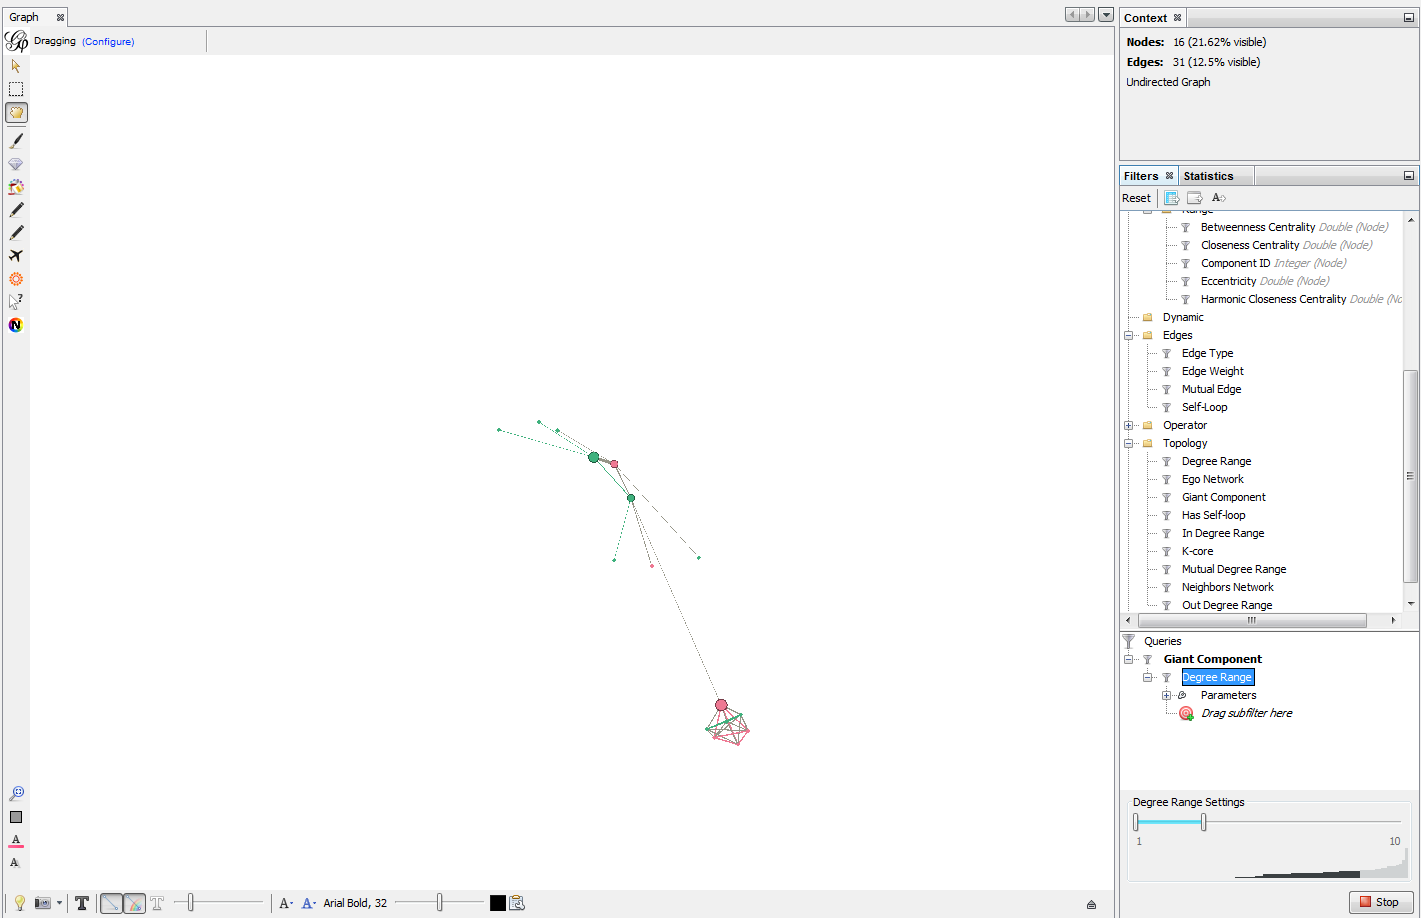 Graph
Dragging (Configure)
Context
Nodes: 16 (21.62% visible)
Edges: 31 (12.5% visible)
Undirected Graph
Filters Statistics
Reset
Range
Betweenness Centrality Double (Node)
Closeness Centrality Double (Node)
Component ID Integer (Node)
Eccentricity Double (Node)
Harmonic Closeness Centrality Double (No
Dynamic
Edges
Edge Type
Edge Weight
Mutual Edge
Self-Loop
Operator
Topology
Degree Range
Ego Network
Giant Component
Has Self-loop
In Degree Range
K-core
Mutual Degree Range
Neighbors Network
Out Degree Range
Queries
Giant Component
Degree Range
Parameters
Drag subfilter here
Degree Range Settings
1 10
Arial Bold, 32
Stop